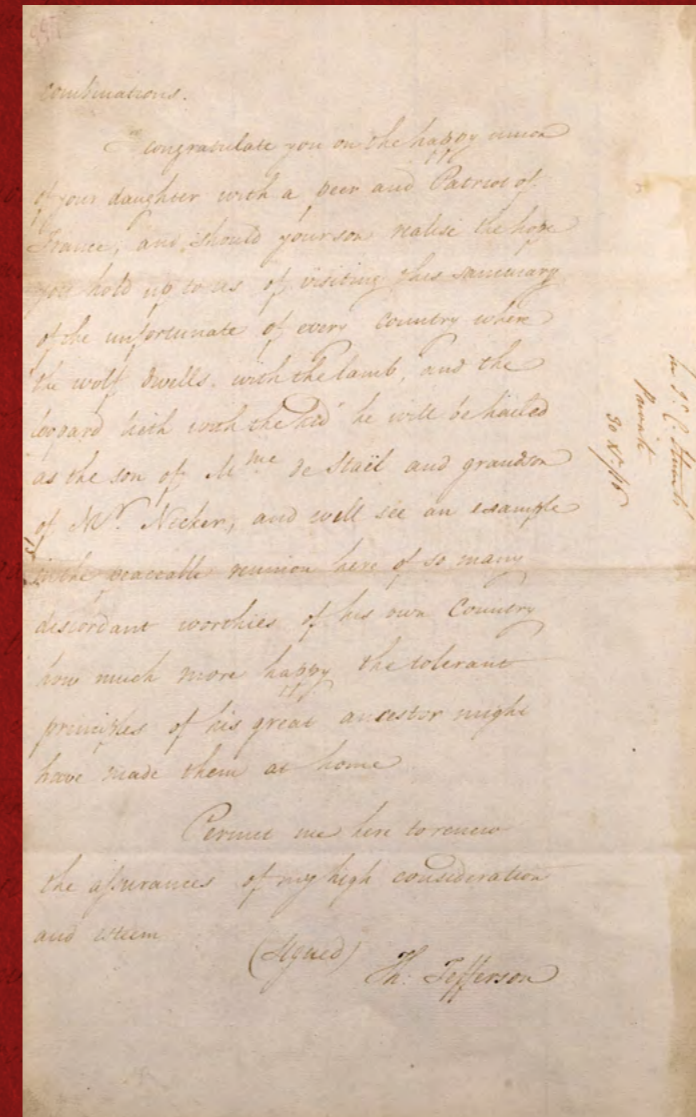 combinations.
I congratulate you on the happy union
of your daughter with a peer and Patriot of
France, and, should your son realise the hope
you hold up to us of visiting this sanctuary
of the unfortunate of every Country where
the wolf dwells with the lamb, and the
leopard lieth with the kid" he will be hailed
as the son of Mme de Stäel and grandson
of Mr. Necker, and will see an example
in the peaceable reunion here of so many
discordant worthies of his own Country
how much more happy the tolerant
principles of his great ancestor might
have made them at home
Permit me here to renew
the assurances of my high consideration
and esteem
(Signed) Th: Jefferson
in Sr. C. Stuart's
Private